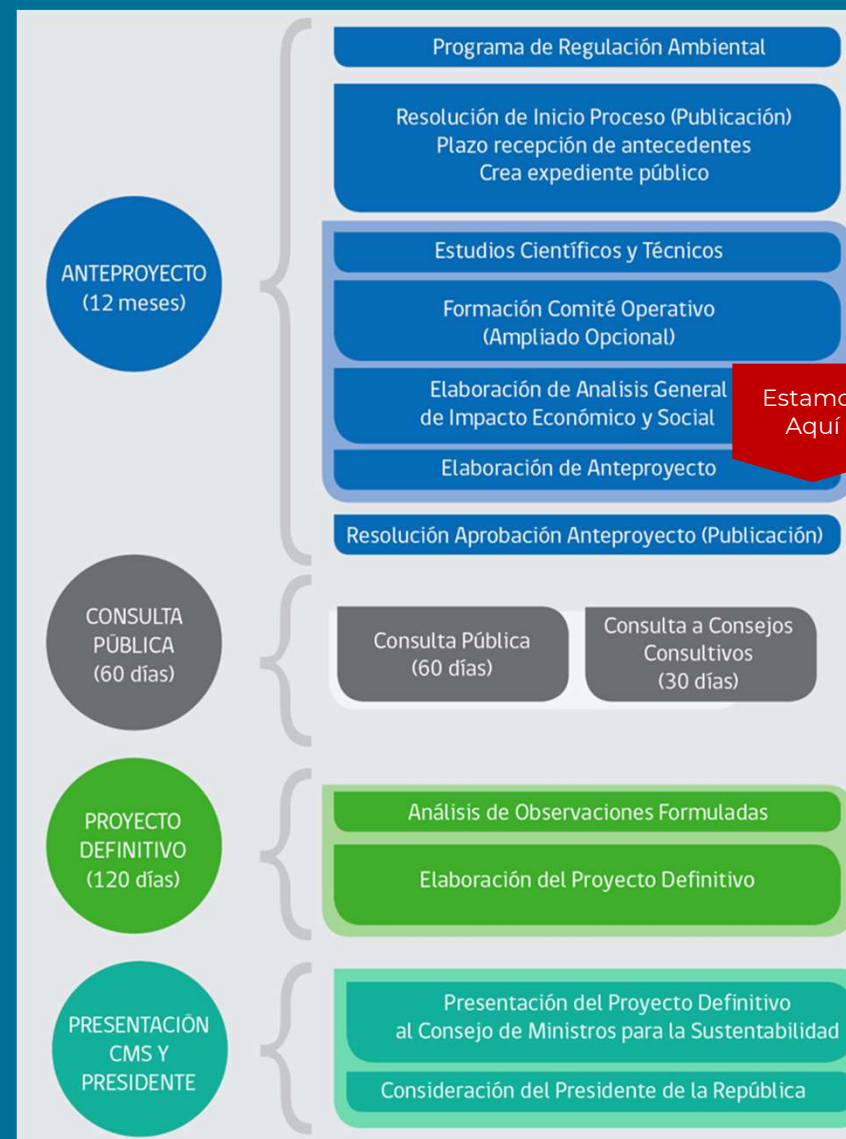 ANTEPROYECTO
(12 meses)
Programa de Regulación Ambiental
Resolución de Inicio Proceso (Publicación)
Plazo recepción de antecedentes
Crea expediente público
Estudios Científicos y Técnicos
Formación Comité Operativo
(Ampliado Opcional)
Elaboración de Analisis General
de Impacto Económico y Social
Estamo
Aquí
Elaboración de Anteproyecto
Resolución Aprobación Anteproyecto (Publicación)
CONSULTA
PÚBLICA
(60 días)
Consulta Pública
(60 días)
Consulta a Consejos
Consultivos
(30 días)
PROYECTO
DEFINITIVO
(120 días)
Análisis de Observaciones Formuladas
Elaboración del Proyecto Definitivo
PRESENTACIÓN
CMS Y
PRESIDENTE
Presentación del Proyecto Definitivo
al Consejo de Ministros para la Sustentabilidad
Consideración del Presidente de la República